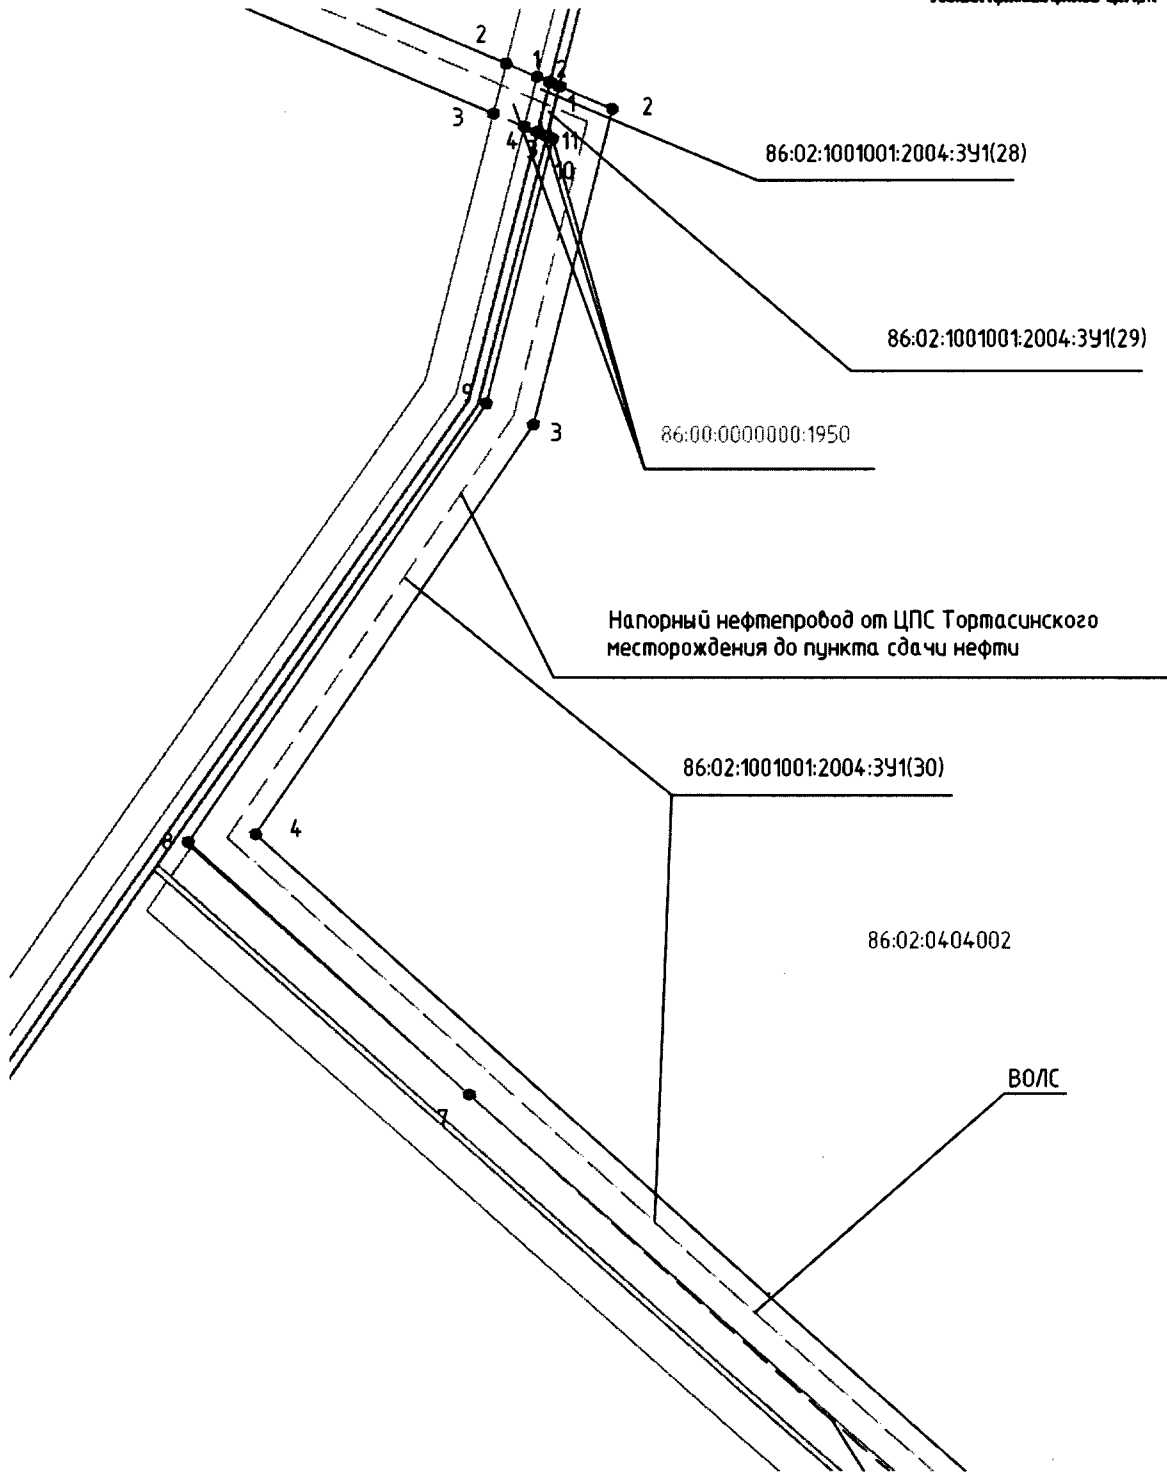 2
1
2
1
2
3
4
3
11
10
86:02:1001001:2004:ЗУ1(28)
86:02:1001001:2004:ЗУ1(29)
9
3
86:00:0000000:1950
Напорный нефтепровод от ЦПС Тортасинского
месторождения до пункта сдачи нефти
86:02:1001001:2004:ЗУ1(30)
8
4
86:02:0404002
ВОЛС
7